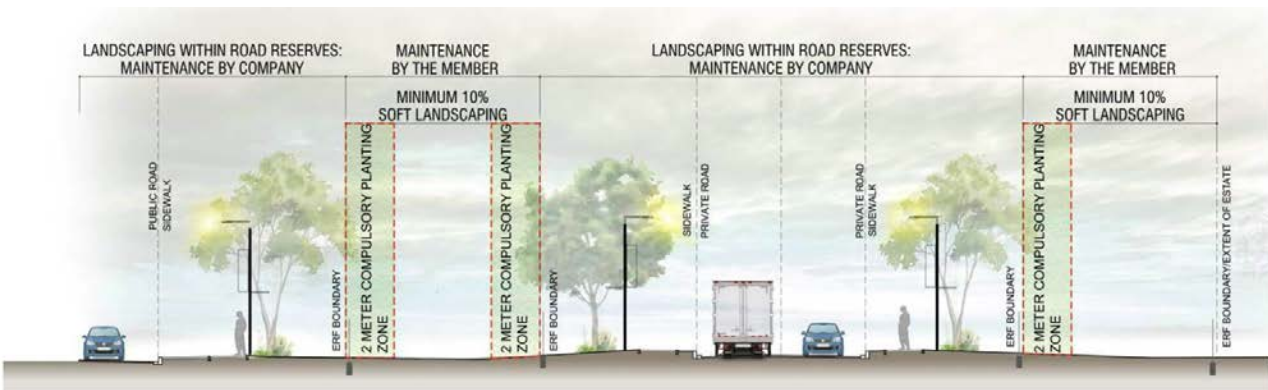 LANDSCAPING WITHIN ROAD RESERVES:
MAINTENANCE BY COMPANY
MAINTENANCE
BY THE MEMBER
LANDSCAPING WITHIN ROAD RESERVES:
MAINTENANCE BY COMPANY
MAINTENANCE
BY THE MEMBER
MINIMUM 10%
SOFT LANDSCAPING
MINIMUM 10%
SOFT LANDSCAPING
PUBLIC ROAD
SIDEWALK
ERF BOUNDARY
2 METER COMPULSORY PLANTING
ZONE
2 METER COMPULSORY PLANTING
ZONE
ERF BOUNDARY
SIDEWALK
PRIVATE ROAD
PRIVATE ROAD
SIDEWALK
ERF BOUNDARY
2 METER COMPULSORY PLANTING
ZONE
ERF BOUNDARY/EXTENT OF ESTATE